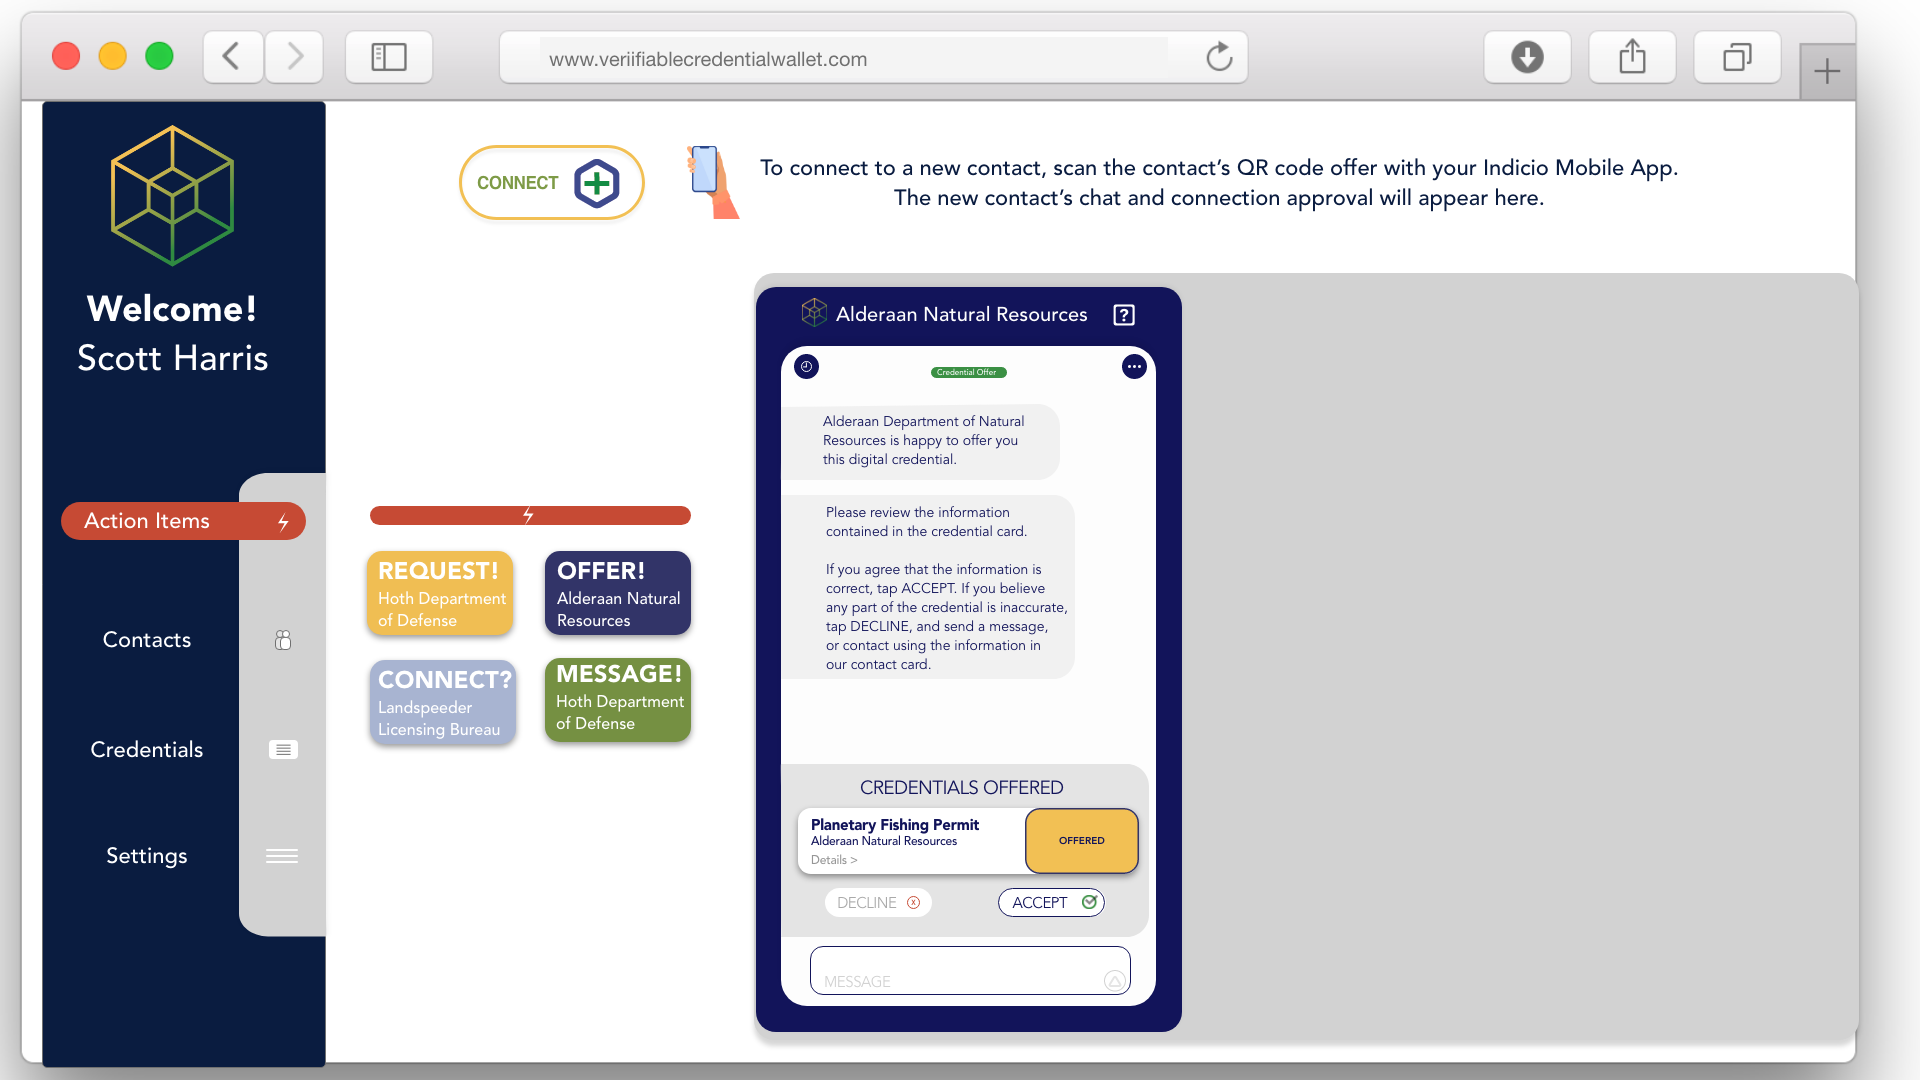 www.veriifiablecredentialwallet.com
CONNECT
To connect to a new contact, scan the contact’s QR code offer with your Indicio Mobile App.
The new contact’s chat and connection approval will appear here.
Welcome!
Scott Harris
Action Items
Contacts
Credentials
Settings
REQUEST!
Hoth Department
of Defense
OFFER!
Alderaan Natural
Resources
CONNECT?
Landspeeder
Licensing Bureau
MESSAGE!
Hoth Department
of Defense
Alderaan Natural Resources
?
Credential Offer
Alderaan Department of Natural
Resources is happy to offer you
this digital credential.
Please review the information
contained in the credential card.
If you agree that the information is
correct, tap ACCEPT. If you believe
any part of the credential is inaccurate,
tap DECLINE, and send a message,
or contact using the information in
our contact card.
CREDENTIALS OFFERED
Planetary Fishing Permit
Alderaan Natural Resources
Details >
OFFERED
DECLINE x
ACCEPT
MESSAGE